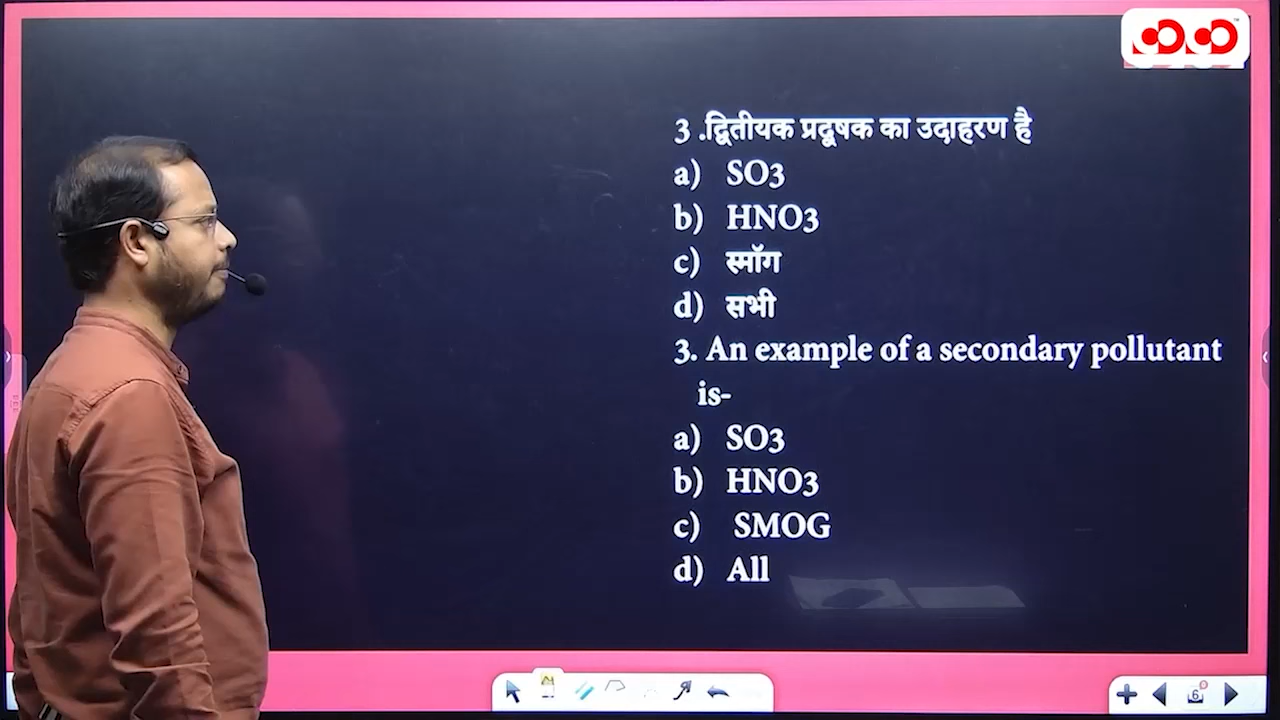 3 .द्वितीयक प्रदूषक का उदाहरण है
a) SO3
b) HNO3
c) स्मॉग
d) सभी
3. An example of a secondary pollutant
is-
a) SO3
b) HNO3
c) SMOG
d) All
6